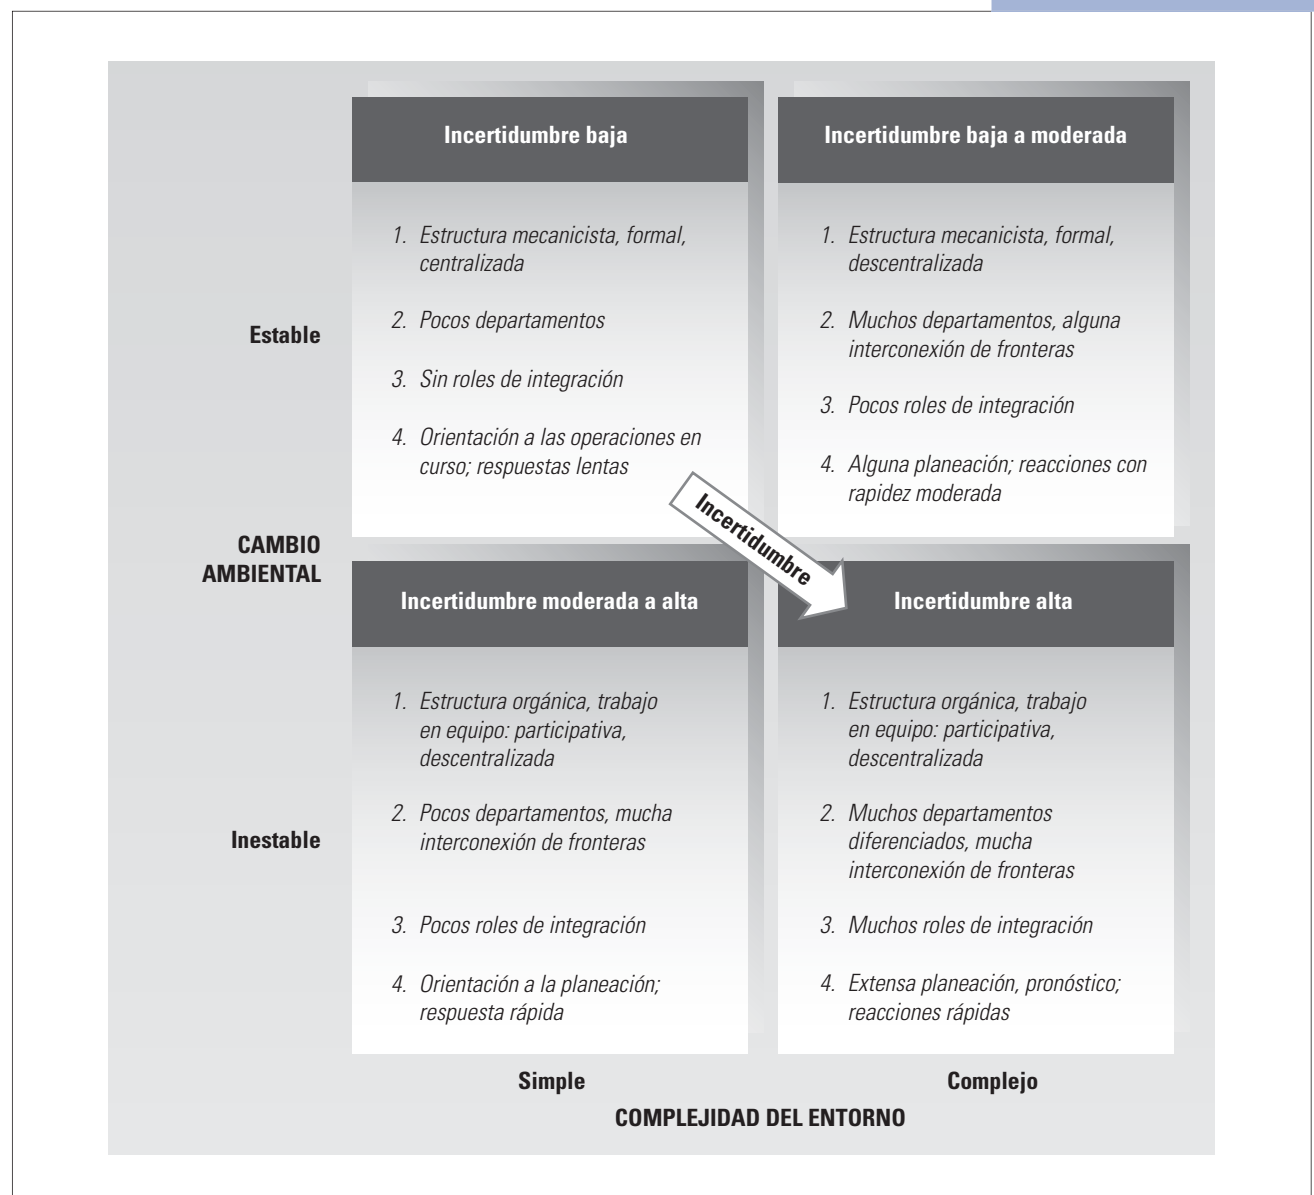 Incertidumbre baja
1. Estructura mecanicista, formal,
centralizada
2. Pocos departamentos
3. Sin roles de integración
4. Orientación a las operaciones en
curso; respuestas lentas
Incertidumbre baja a moderada
1. Estructura mecanicista, formal,
descentralizada
2. Muchos departamentos, alguna
interconexión de fronteras
3. Pocos roles de integración
4. Alguna planeación; reacciones con
rapidez moderada
Estable
Incertidumbre
CAMBIO
AMBIENTAL
Incertidumbre moderada a alta
1. Estructura orgánica, trabajo
en equipo: participativa,
descentralizada
2. Pocos departamentos, mucha
interconexión de fronteras
3. Pocos roles de integración
4. Orientación a la planeación;
respuesta rápida
Incertidumbre alta
1. Estructura orgánica, trabajo
en equipo: participativa,
descentralizada
2. Muchos departamentos
diferenciados, mucha
interconexión de fronteras
3. Muchos roles de integración
4. Extensa planeación, pronóstico;
reacciones rápidas
Inestable
Simple
Complejo
COMPLEJIDAD DEL ENTORNO